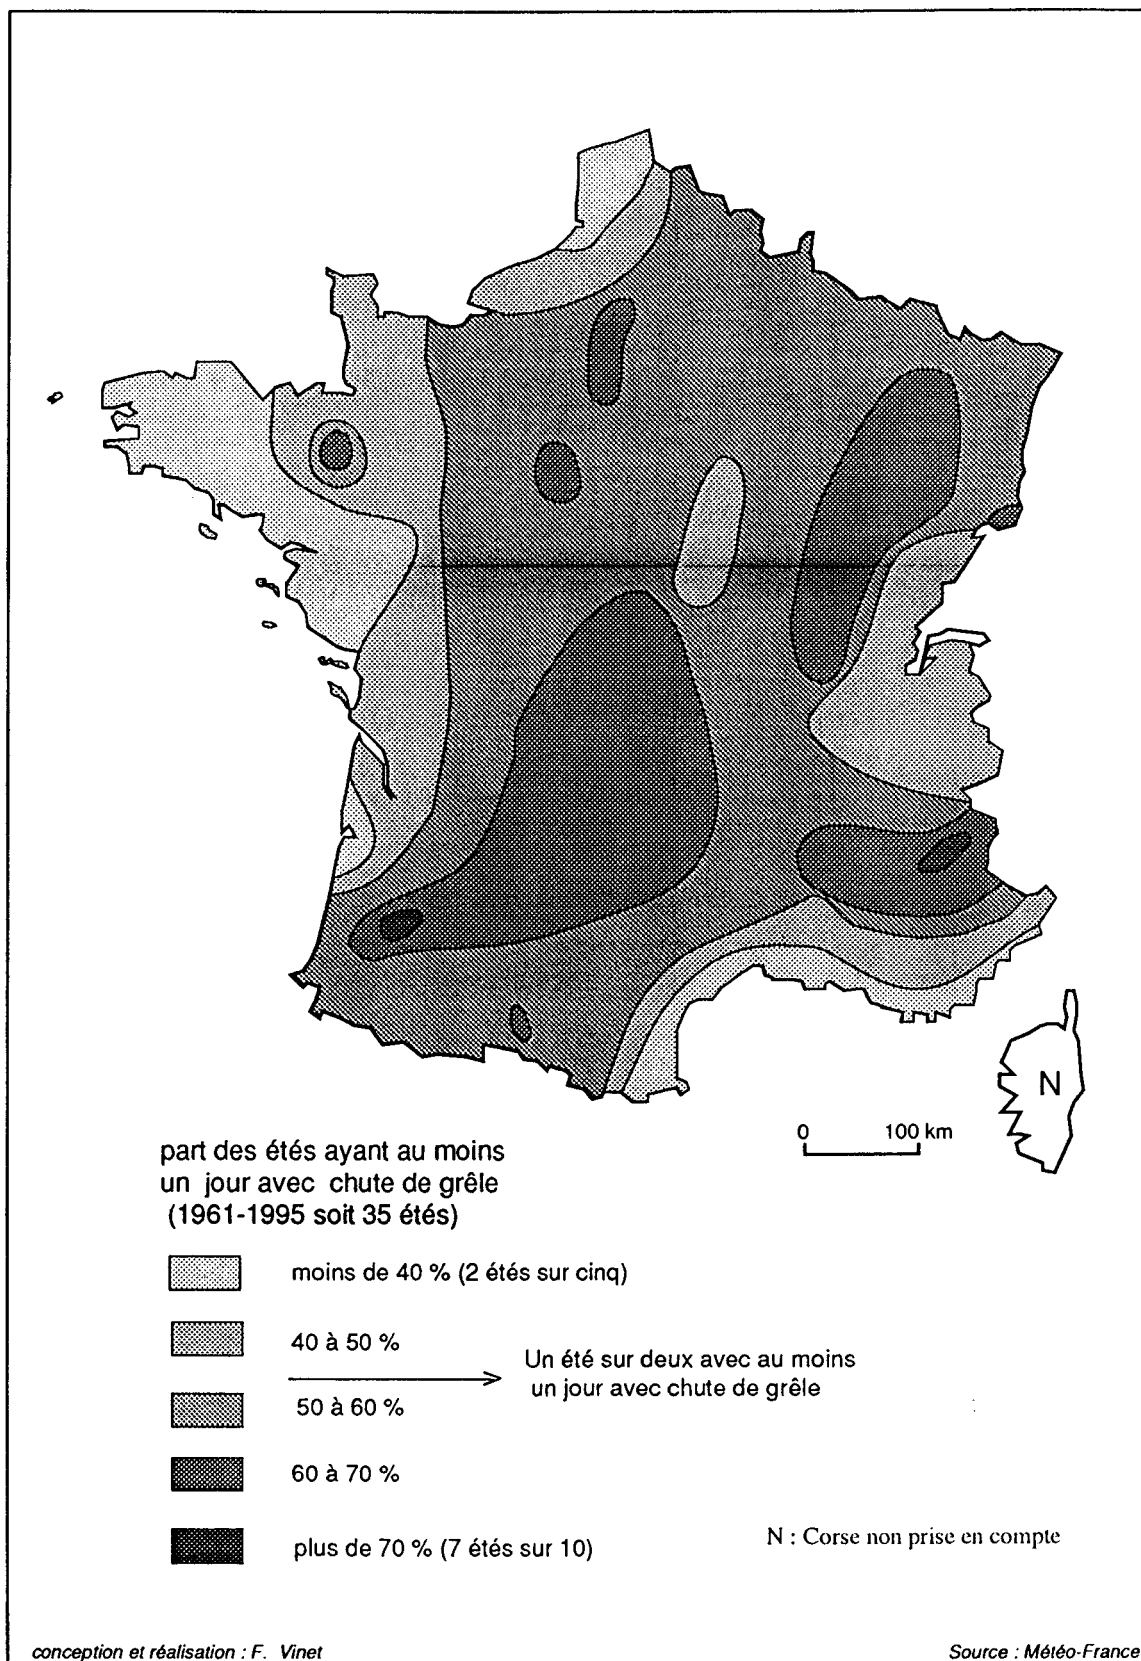 N
0 100 km
part des étés ayant au moins
un jour avec chute de grêle
(1961-1995 soit 35 étés)
moins de 40 % (2 étés sur cinq)
40 à 50 %
Un été sur deux avec au moins
un jour avec chute de grêle
50 à 60 %
60 à 70 %
plus de 70 % (7 étés sur 10)
N : Corse non prise en compte
conception et réalisation : F. Vinet
Source : Météo-France